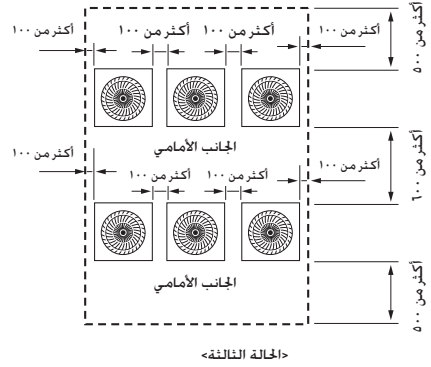 أكثر من ١٠٠ أكثر من ١٠٠ أكثر من ١٠٠ أكثر من ١٠٠
أكثر من ٥٠٠
الجانب الأمامي
أكثر من ٦٠٠
أكثر من ١٠٠ أكثر من ١٠٠ أكثر من ١٠٠ أكثر من ١٠٠
الجانب الأمامي
أكثر من ٥٠٠
<الحالة الثالثة>